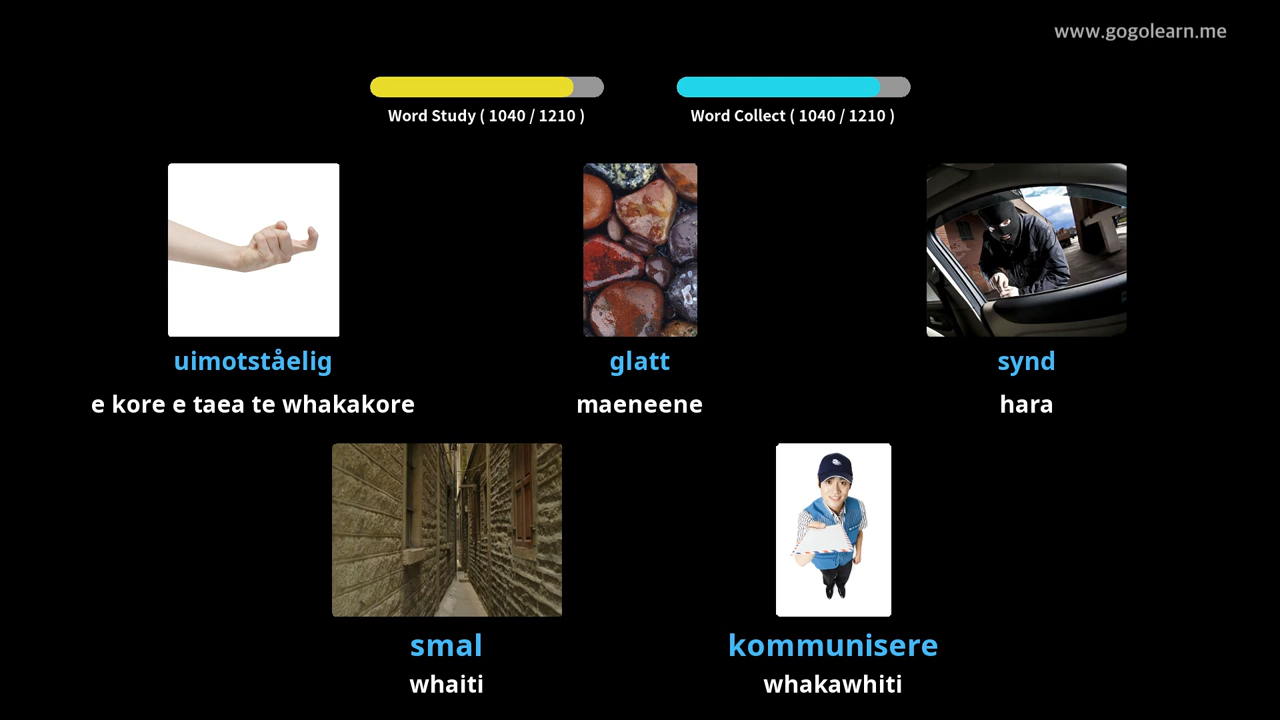 www.gogolearn.me
Word Study ( 1040 / 1210 )
Word Collect ( 1040 / 1210 )
uimotståelig
glatt
synd
e kore e taea te whakakore
maeneene
hara
smal
kommunisere
whaiti
whakawhiti